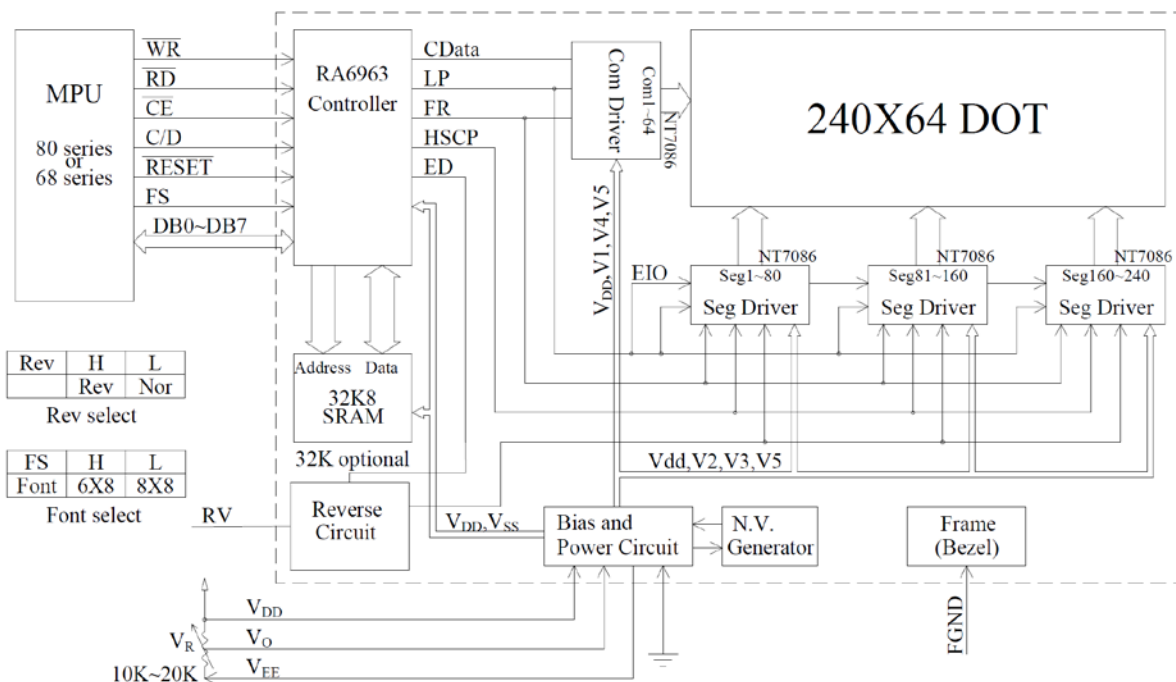 MPU
80 series
or
68 series
WR
RD
CE
C/D
RESET
FS
DB0~DB7
RA6963
Controller
CData
LP
FR
HSCP
ED
Com Driver
Com1~64
NT7086
240X64 DOT
Vdd,V1,V4,V5
EIO
NT7086
Seg1~80
Seg Driver
NT7086
Seg81~160
Seg Driver
NT7086
Seg160~240
Seg Driver
Address Data
32K8
SRAM
32K optional
Rev H L
Rev Nor
Rev select
FS H L
Font 6X8 8X8
Font select
RV
Reverse
Circuit
VDD,VSS
Vdd,V2,V3,V5
Bias and
Power Circuit
N.V.
Generator
Frame
(Bezel)
FGND
VDD
VR
VO
VEE
10K~20K